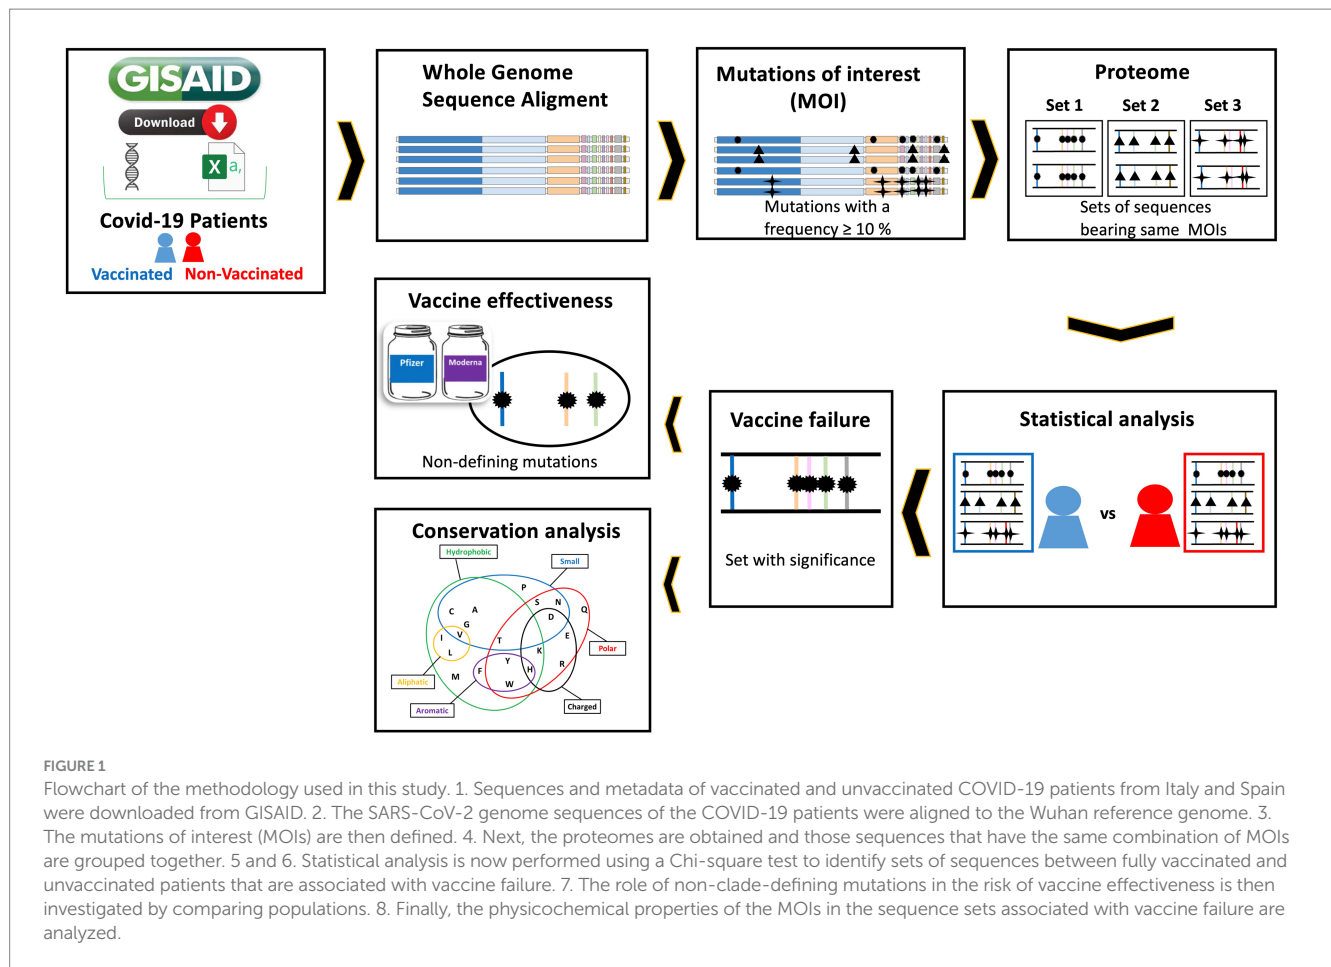 GISAID
Download
X a,
Covid-19 Patients
Vaccinated Non-Vaccinated
Whole Genome
Sequence Aligment
Mutations of interest
(MOI)
Mutations with a
frequency ≥ 10 %
Proteome
Set 1 Set 2 Set 3
Sets of sequences
bearing same MOIs
Vaccine effectiveness
Pfizer
Moderna
Non-defining mutations
Vaccine failure
Set with significance
Statistical analysis
vs
Conservation analysis
Hydrophobic
Small
P
S N
C A Q
D
G
I V E
T
L K Polar
Y
F H R
M
W
Aliphatic
Aromatic
Charged
FIGURE 1
Flowchart of the methodology used in this study. 1. Sequences and metadata of vaccinated and unvaccinated COVID-19 patients from Italy and Spain
were downloaded from GISAID. 2. The SARS-CoV-2 genome sequences of the COVID-19 patients were aligned to the Wuhan reference genome. 3.
The mutations of interest (MOIs) are then defined. 4. Next, the proteomes are obtained and those sequences that have the same combination of MOIs
are grouped together. 5 and 6. Statistical analysis is now performed using a Chi-square test to identify sets of sequences between fully vaccinated and
unvaccinated patients that are associated with vaccine failure. 7. The role of non-clade-defining mutations in the risk of vaccine effectiveness is then
investigated by comparing populations. 8. Finally, the physicochemical properties of the MOIs in the sequence sets associated with vaccine failure are
analyzed.